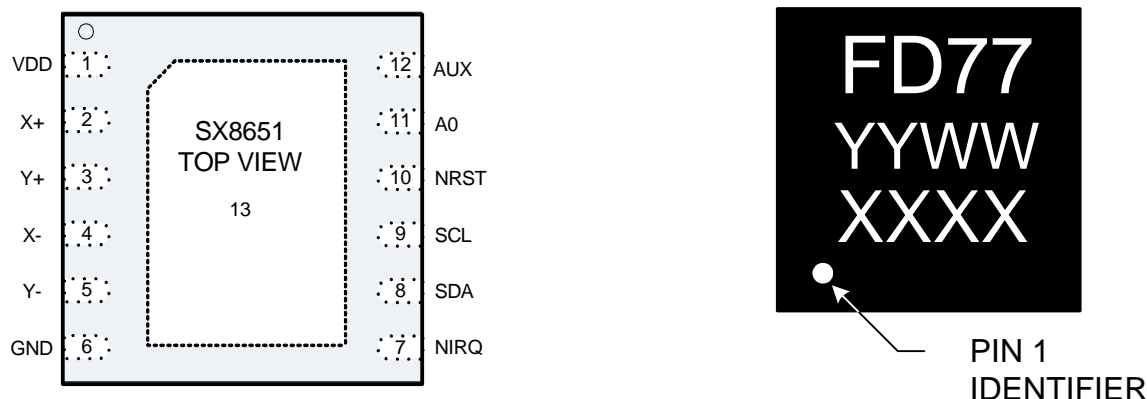 VDD 1
X+ 2
Y+ 3
X- 4
Y- 5
GND 6
SX8651
TOP VIEW
13
12 AUX
11 A0
10 NRST
9 SCL
8 SDA
7 NIRQ
FD77
YYWW
XXXX
PIN 1
IDENTIFIER